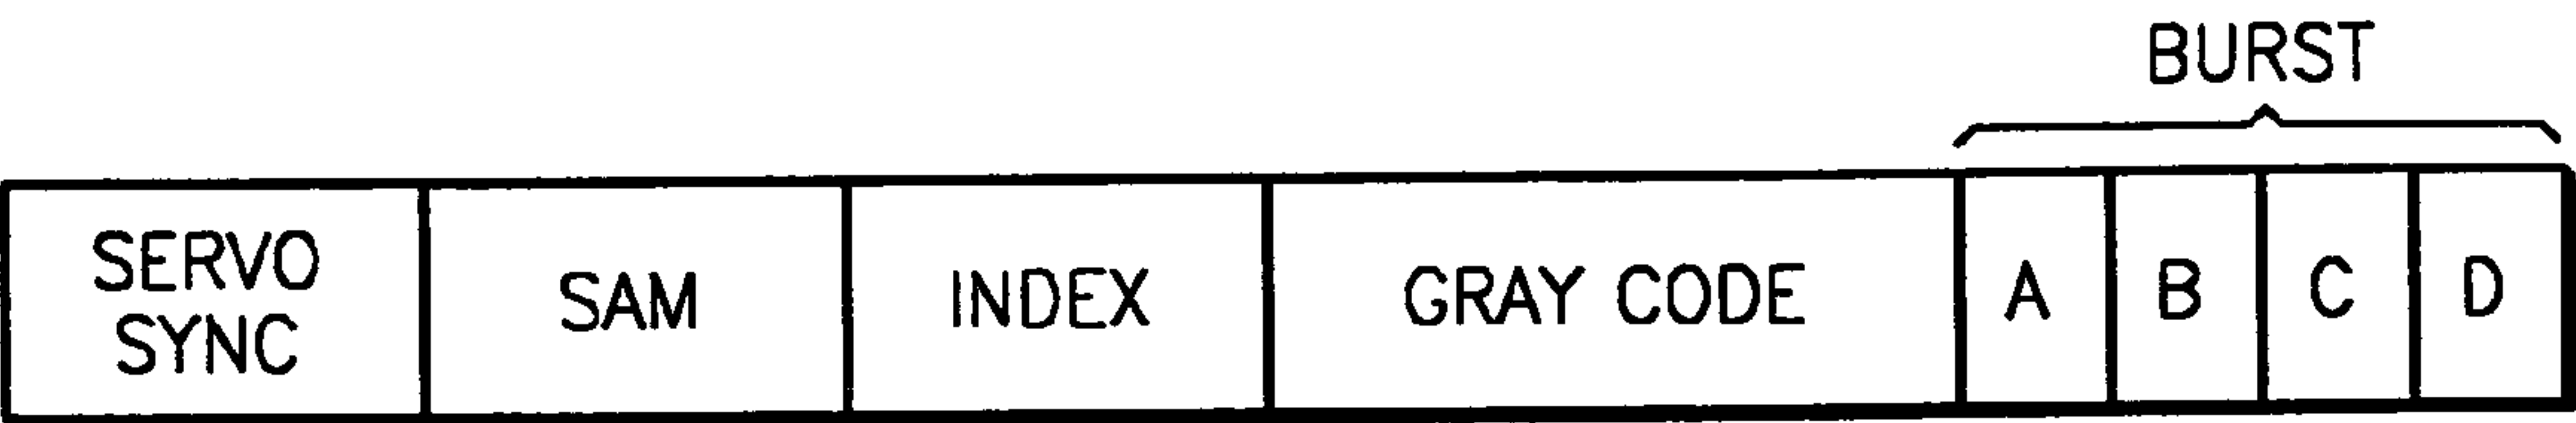 BURST
SERVO
SYNC
SAM
INDEX
GRAY CODE
A
B
C
D